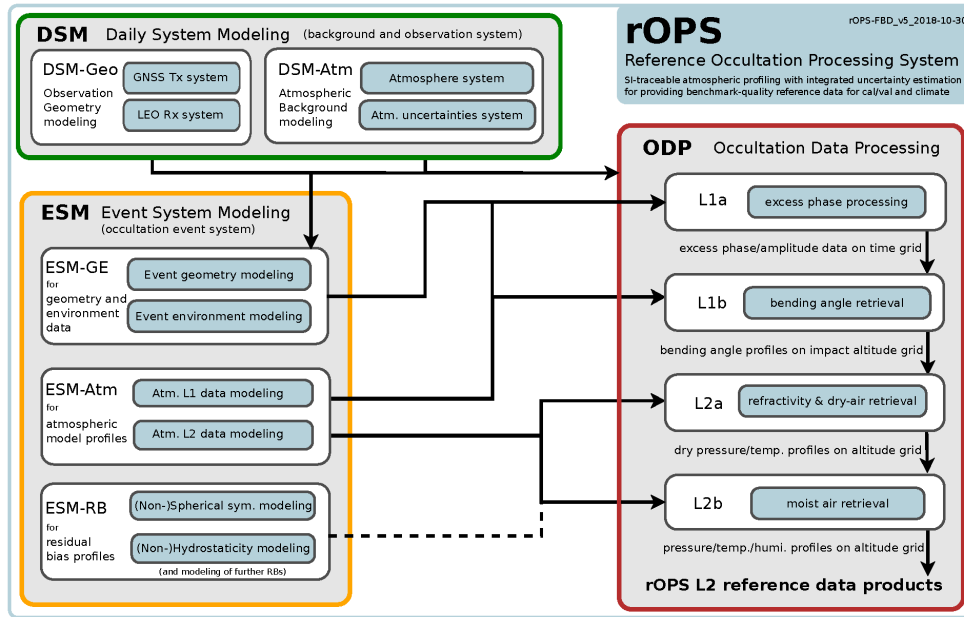 DSM Daily System Modeling (background and observation system)
DSM-Geo
Observation
Geometry
modeling
GNSS Tx system
LEO Rx system
DSM-Atm
Atmospheric
Background
modeling
Atmosphere system
Atm. uncertainties system
rOPS-FBD_v5_2018-10-30
rOPS
Reference Occultation Processing System
SI-traceable atmospheric profiling with integrated uncertainty estimation
for providing benchmark-quality reference data for cal/val and climate
ESM Event System Modeling
(occultation event system)
ESM-GE
for
geometry and
environment
data
Event geometry modeling
Event environment modeling
ESM-Atm
for
atmospheric
model profiles
Atm. L1 data modeling
Atm. L2 data modeling
ESM-RB
for
residual
bias profiles
(Non-)Spherical sym. modeling
(Non-)Hydrostaticity modeling
(and modeling of further RBs)
ODP Occultation Data Processing
L1a excess phase processing
excess phase/amplitude data on time grid
L1b bending angle retrieval
bending angle profiles on impact altitude grid
L2a refractivity & dry-air retrieval
dry pressure/temp. profiles on altitude grid
L2b moist air retrieval
pressure/temp./humi. profiles on altitude grid
rOPS L2 reference data products